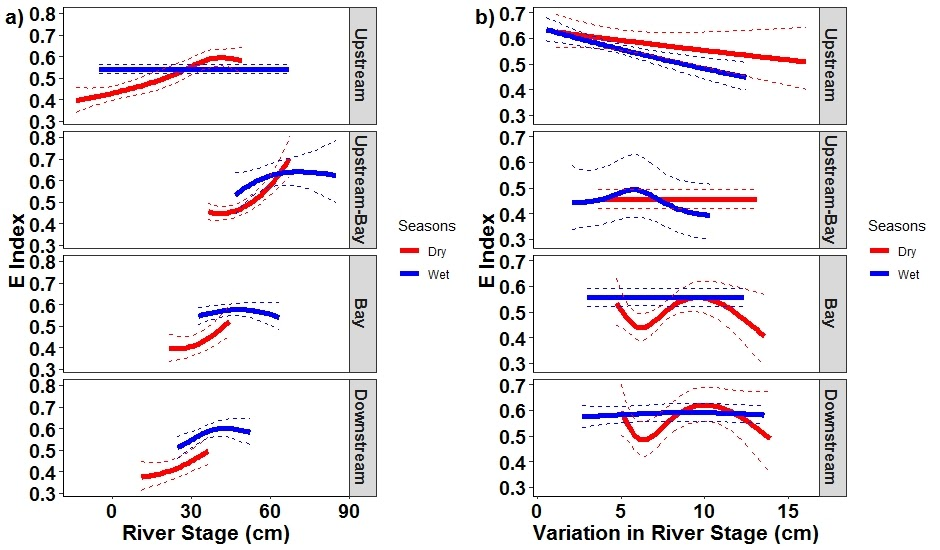 a)
E Index
0.8
0.7
0.6
0.5
0.4
0.3
Upstream
0.8
0.7
0.6
0.5
0.4
0.3
Upstream-Bay
0.8
0.7
0.6
0.5
0.4
0.3
Bay
0.8
0.7
0.6
0.5
0.4
0.3
Downstream
0 30 60 90
River Stage (cm)
Seasons
Dry
Wet
b)
E Index
0.7
0.6
0.5
0.4
0.3
Upstream
0.7
0.6
0.5
0.4
0.3
Upstream-Bay
0.7
0.6
0.5
0.4
0.3
Bay
0.7
0.6
0.5
0.4
0.3
Downstream
0 5 10 15
Variation in River Stage (cm)
Seasons
Dry
Wet